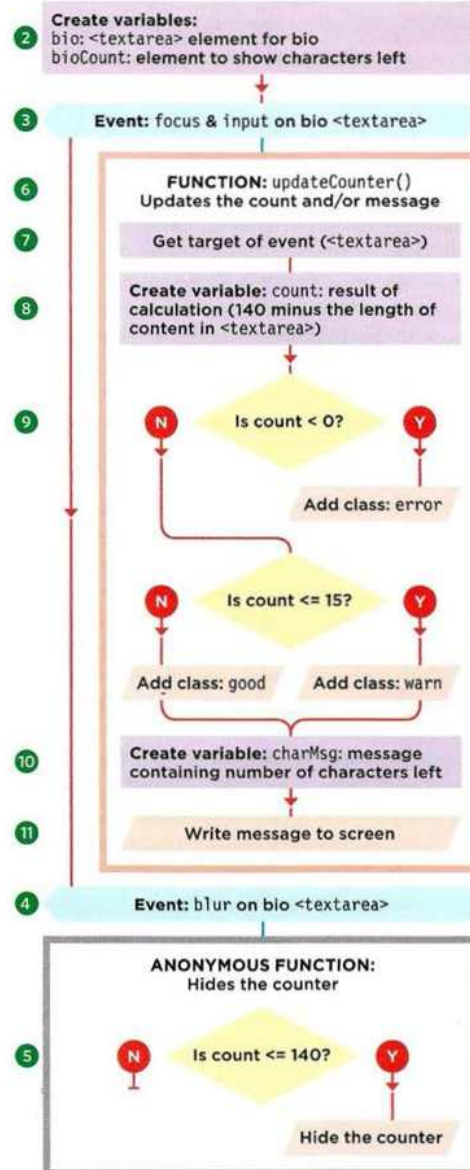 2
Create variables:
bio: <textarea> element for bio
bioCount: element to show characters left
3
Event: focus & input on bio <textarea>
6
FUNCTION: updateCounter()
Updates the count and/or message
7
Get target of event (<textarea>)
8
Create variable: count: result of
calculation (140 minus the length of
content in <textarea>)
9
N
Is count < 0?
Y
Add class: error
N
Is count <= 15?
Y
Add class: good
Add class: warn
10
Create variable: charMsg: message
containing number of characters left
11
Write message to screen
4
Event: blur on bio <textarea>
ANONYMOUS FUNCTION:
Hides the counter
5
N
Is count <= 140?
Y
Hide the counter